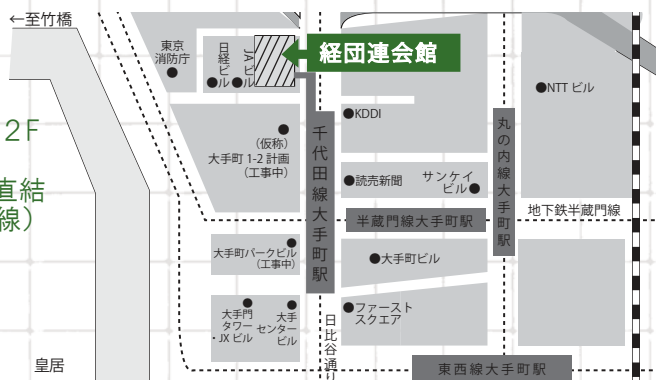 ←至竹橋
東京
消防庁
日経ビル
JAビル
経団連会館
NTT ビル
2F
KDDI
(仮称)
大手町 1-2 計画
(工事中)
千代田線大手町駅
丸の内線大手町駅
直結
線）
読売新聞
サンケイ
ビル
半蔵門線大手町駅
地下鉄半蔵門線
大手町パークビル
(工事中)
大手町ビル
大手門
タワー
・JX ビル
大手
センター
ビル
ファースト
スクエア
日比谷通り
皇居
東西線大手町駅